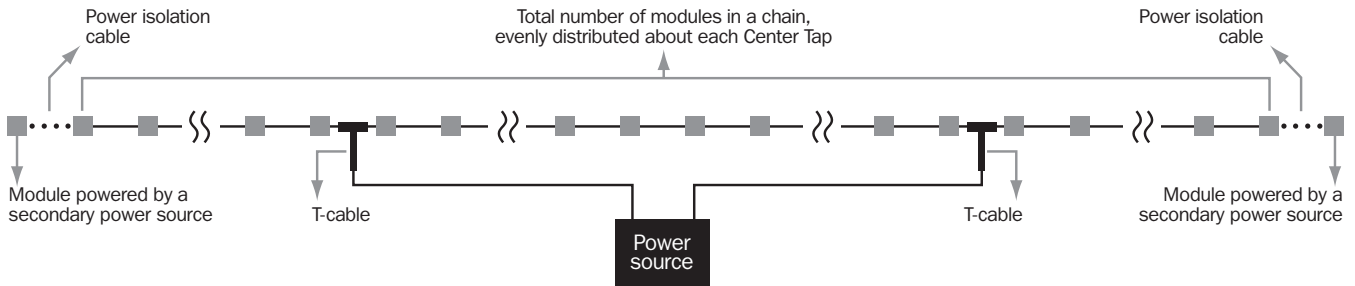 Power isolation
cable
Total number of modules in a chain,
evenly distributed about each Center Tap
Power isolation
cable
Module powered by a
secondary power source
T-cable
Power
source
T-cable
Module powered by a
secondary power source